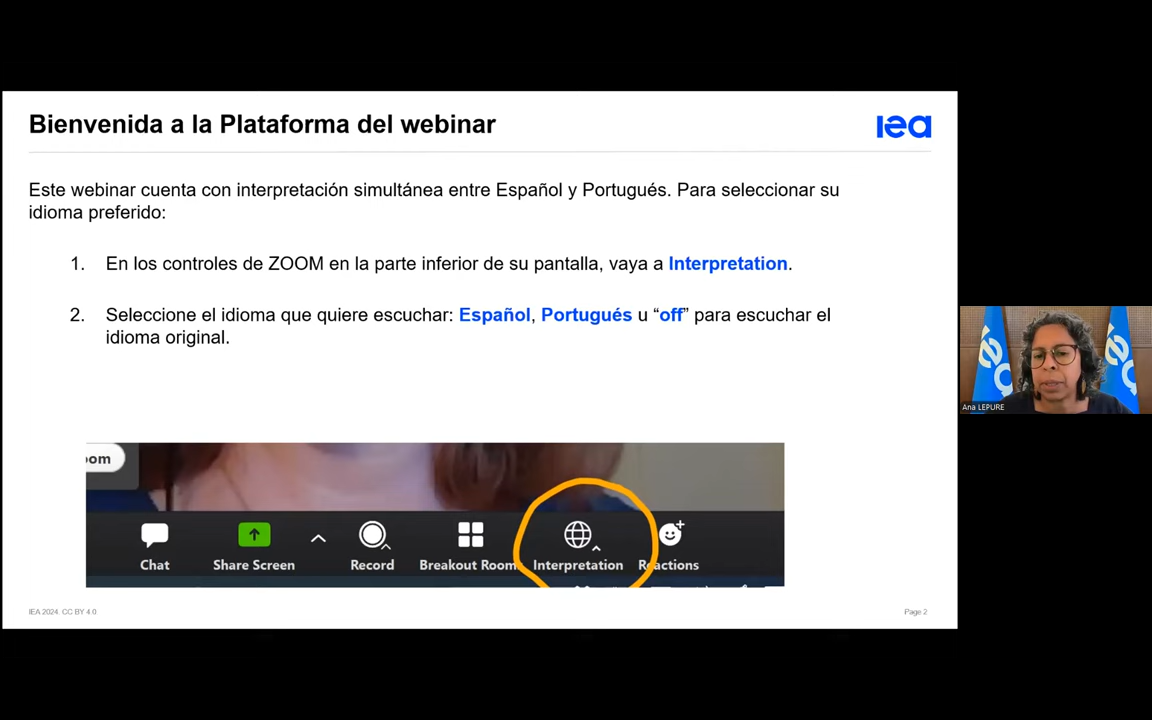 Bienvenida a la Plataforma del webinar
iea
Este webinar cuenta con interpretación simultánea entre Español y Portugués. Para seleccionar su
idioma preferido:
1. En los controles de ZOOM en la parte inferior de su pantalla, vaya a Interpretation.
2. Seleccione el idioma que quiere escuchar: Español, Portugués u “off” para escuchar el
idioma original.
oom
Chat
Share Screen
Record
Breakout Room
Interpretation
Reactions
IEA 2024. CC BY 4.0
Page 2
iea
iea
Ana LEPURE